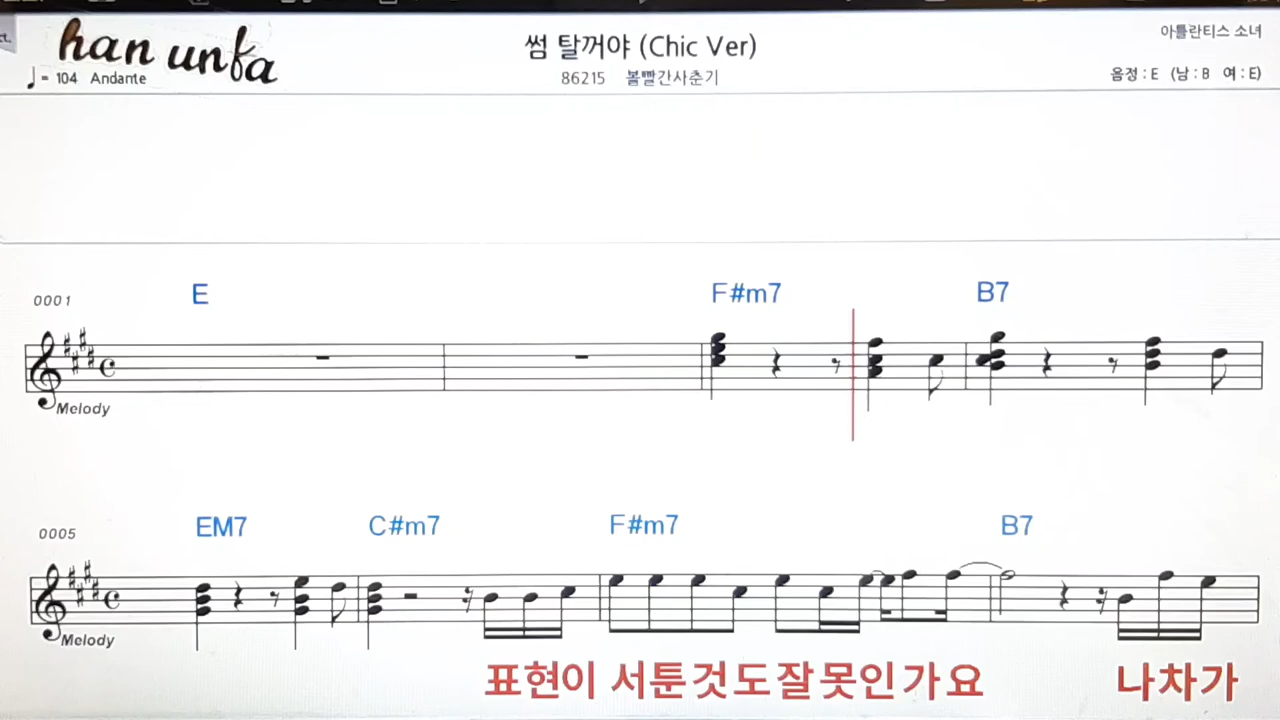 ct.
han unfa
썸 탈꺼야 (Chic Ver)
아틀란티스 소녀
♩= 104 Andante
86215 볼빨간사춘기
음정 : E (남 : B 여 : E)
0001 E F#m7 B7
Melody
0005 EM7 C#m7 F#m7 B7
Melody
표현이 서툰것도잘못인가요 나차가